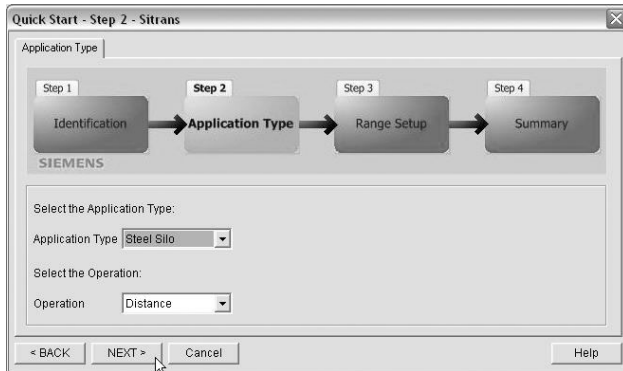 Quick Start - Step 2 - Sitrans
Application Type
Step 1
Step 2
Step 3
Step 4
Identification
Application Type
Range Setup
Summary
SIEMENS
Select the Application Type:
Application Type Steel Silo
Select the Operation:
Operation Distance
< BACK NEXT > Cancel Help